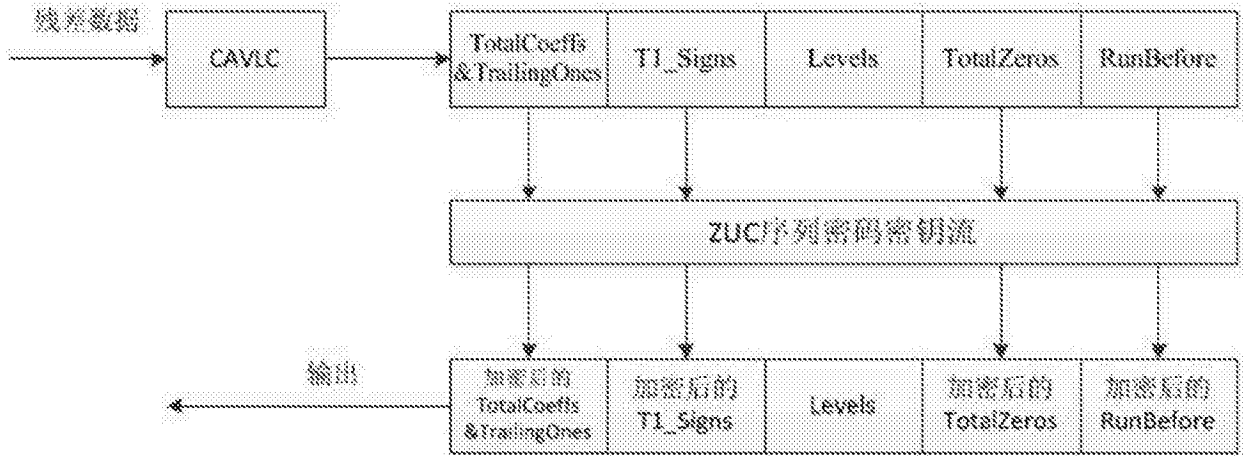 残差数据
CAVLC
TotalCoeffs
&TrailingOnes
T1_Signs
Levels
TotalZeros
RunBefore
ZUC序列密码密钥流
输出
加密后的
TotalCoeffs
&TrailingOnes
加密后的
T1_Signs
Levels
加密后的
TotalZeros
加密后的
RunBefore